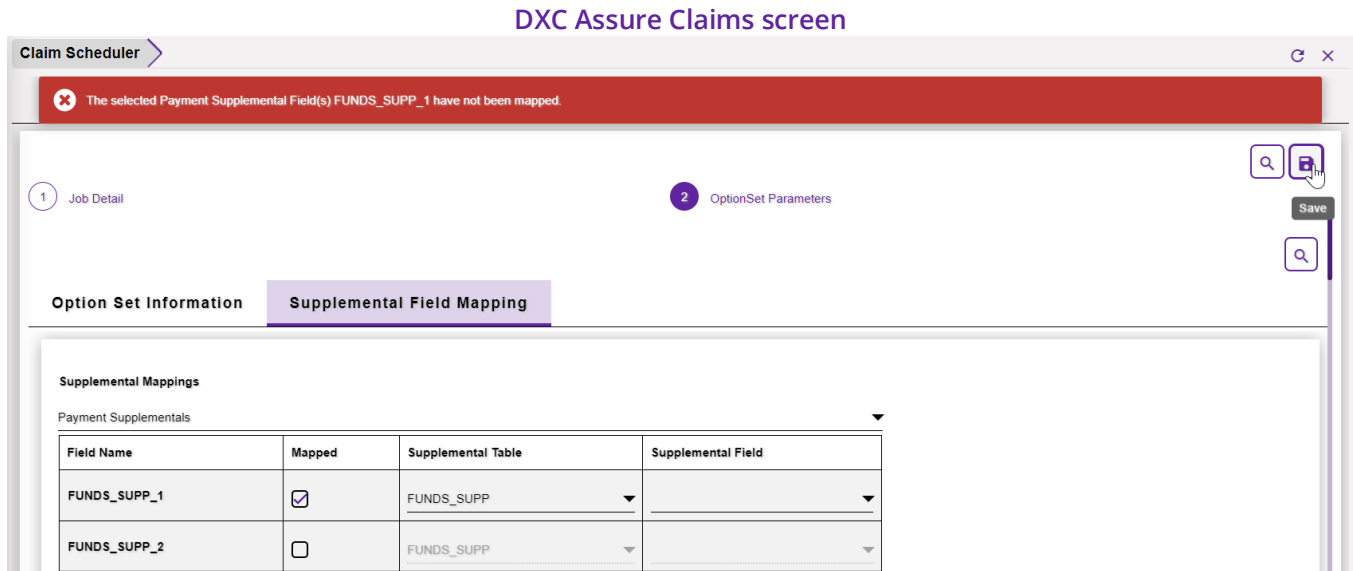 DXC Assure Claims screen
Claim Scheduler
The selected Payment Supplemental Field(s) FUNDS_SUPP_1 have not been mapped.
1 Job Detail 2 OptionSet Parameters
Save
Option Set Information Supplemental Field Mapping
Supplemental Mappings
Payment Supplementals
Field Name Mapped Supplemental Table Supplemental Field
FUNDS_SUPP_1 FUNDS_SUPP
FUNDS_SUPP_2 FUNDS_SUPP